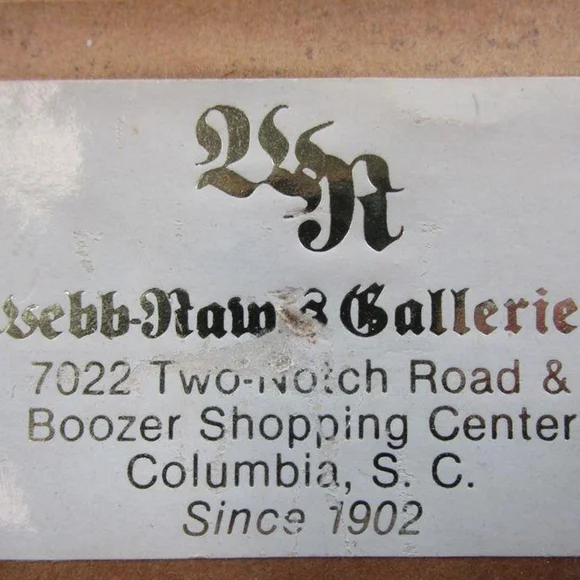 WR
Webb-Raw s Gallerie
7022 Two-Notch Road &
Boozer Shopping Center
Columbia, S. C.
Since 1902